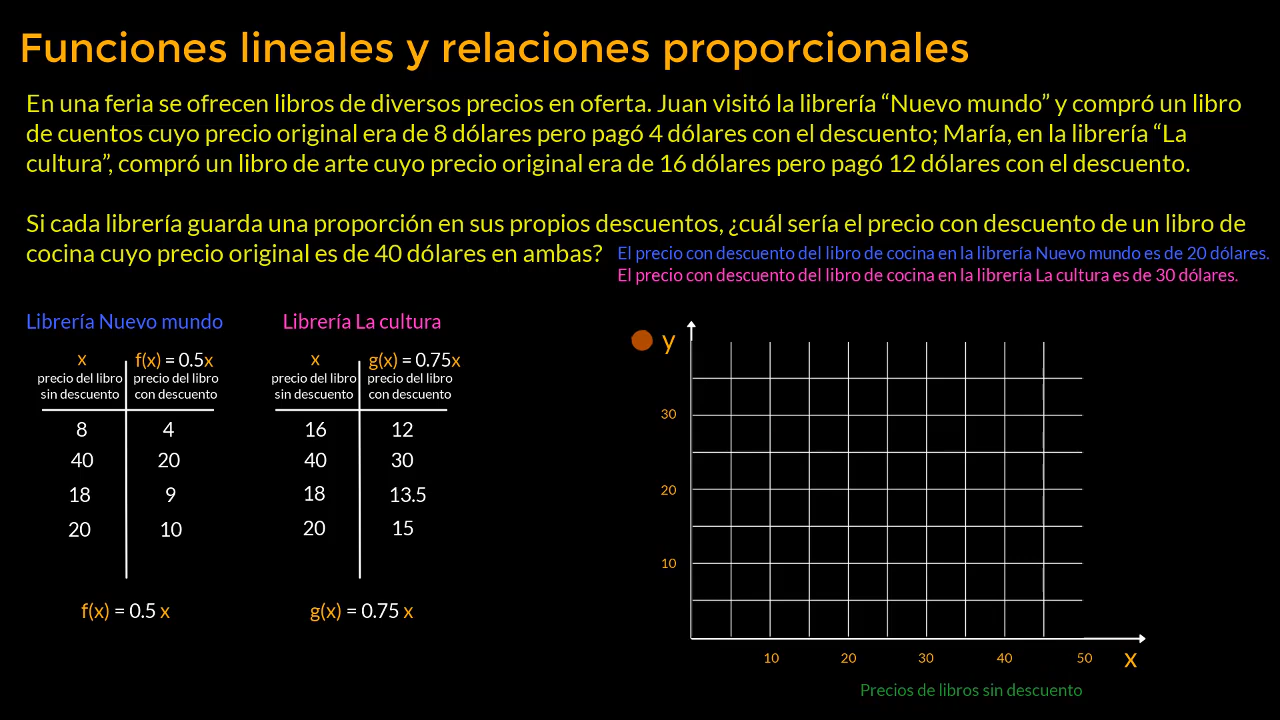 Funciones lineales y relaciones proporcionales
En una feria se ofrecen libros de diversos precios en oferta. Juan visitó la librería “Nuevo mundo” y compró un libro
de cuentos cuyo precio original era de 8 dólares pero pagó 4 dólares con el descuento; María, en la librería “La
cultura”, compró un libro de arte cuyo precio original era de 16 dólares pero pagó 12 dólares con el descuento.
Si cada librería guarda una proporción en sus propios descuentos, ¿cuál sería el precio con descuento de un libro de
cocina cuyo precio original es de 40 dólares en ambas?
El precio con descuento del libro de cocina en la librería Nuevo mundo es de 20 dólares.
El precio con descuento del libro de cocina en la librería La cultura es de 30 dólares.
Librería Nuevo mundo
x f(x) = 0.5x
precio del libro precio del libro
sin descuento con descuento
8 4
40 20
18 9
20 10
f(x) = 0.5 x
Librería La cultura
x g(x) = 0.75x
precio del libro precio del libro
sin descuento con descuento
16 12
40 30
18 13.5
20 15
g(x) = 0.75 x
y
30
20
10
10 20 30 40 50 x
Precios de libros sin descuento